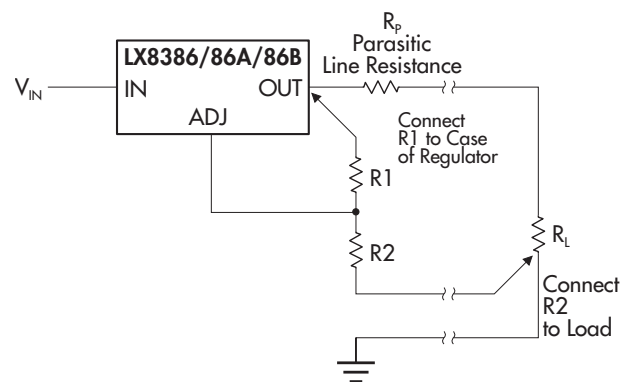 R_P
Parasitic
Line Resistance
LX8386/86A/86B
V_IN
IN
OUT
ADJ
Connect
R1 to Case
of Regulator
R1
R2
R_L
Connect
R2
to Load